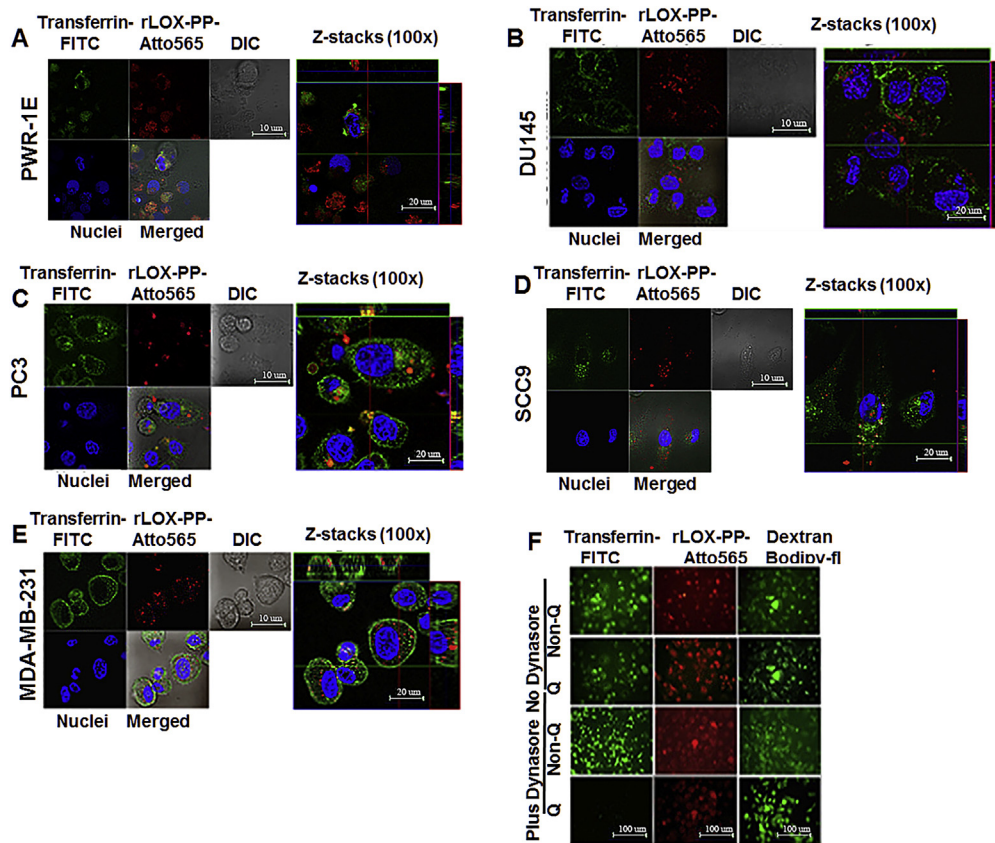 A
Transferrin- rLOX-PP-
FITC Atto565 DIC Z-stacks (100x)
PWR-1E
10 um
20 um
Nuclei Merged
B
Transferrin- rLOX-PP-
FITC Atto565 DIC Z-stacks (100x)
DU145
10 um
20 um
Nuclei Merged
C
Transferrin- rLOX-PP-
FITC Atto565 DIC Z-stacks (100x)
PC3
10 um
20 um
Nuclei Merged
D
Transferrin- rLOX-PP-
FITC Atto565 DIC Z-stacks (100x)
SCC9
10 um
20 um
Nuclei Merged
E
Transferrin- rLOX-PP-
FITC Atto565 DIC Z-stacks (100x)
MDA-MB-231
10 um
20 um
Nuclei Merged
F
Transferrin- rLOX-PP- Dextran
FITC Atto565 Bodipy-fl
No Dynasore
Non-Q
Q
Plus Dynasore
Non-Q
Q
100 um 100 um 100 um